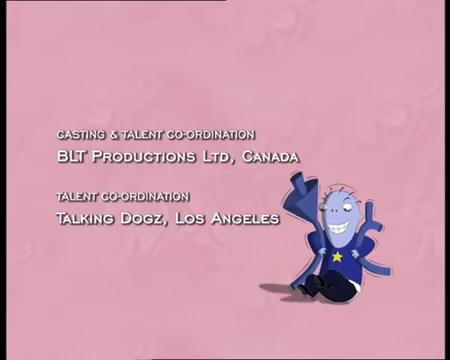 CASTING & TALENT CO-ORDINATION
BLT PRODUCTIONS LTD, CANADA
TALENT CO-ORDINATION
TALKING DOGZ, LOS ANGELES